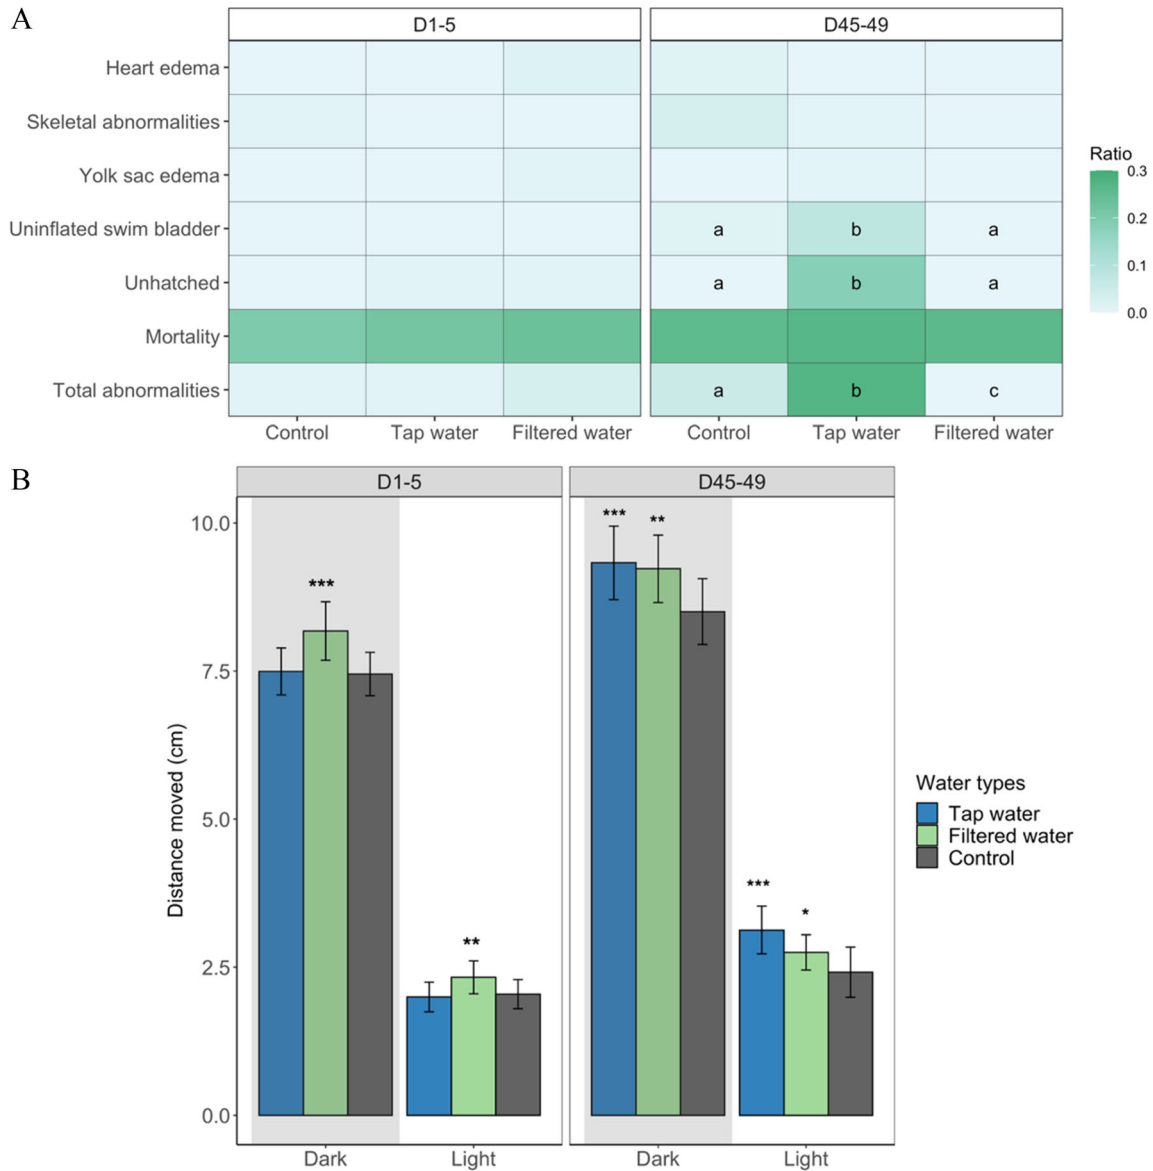 A
D1-5
D45-49
Heart edema
Skeletal abnormalities
Yolk sac edema
Uninflated swim bladder
a
b
a
Unhatched
a
b
a
Mortality
Total abnormalities
a
b
c
Control
Tap water
Filtered water
Control
Tap water
Filtered water
Ratio
0.3
0.2
0.1
0.0
B
D1-5
D45-49
Distance moved (cm)
10.0
7.5
5.0
2.5
0.0
***
**
***
**
***
*
Dark
Light
Dark
Light
Water types
Tap water
Filtered water
Control